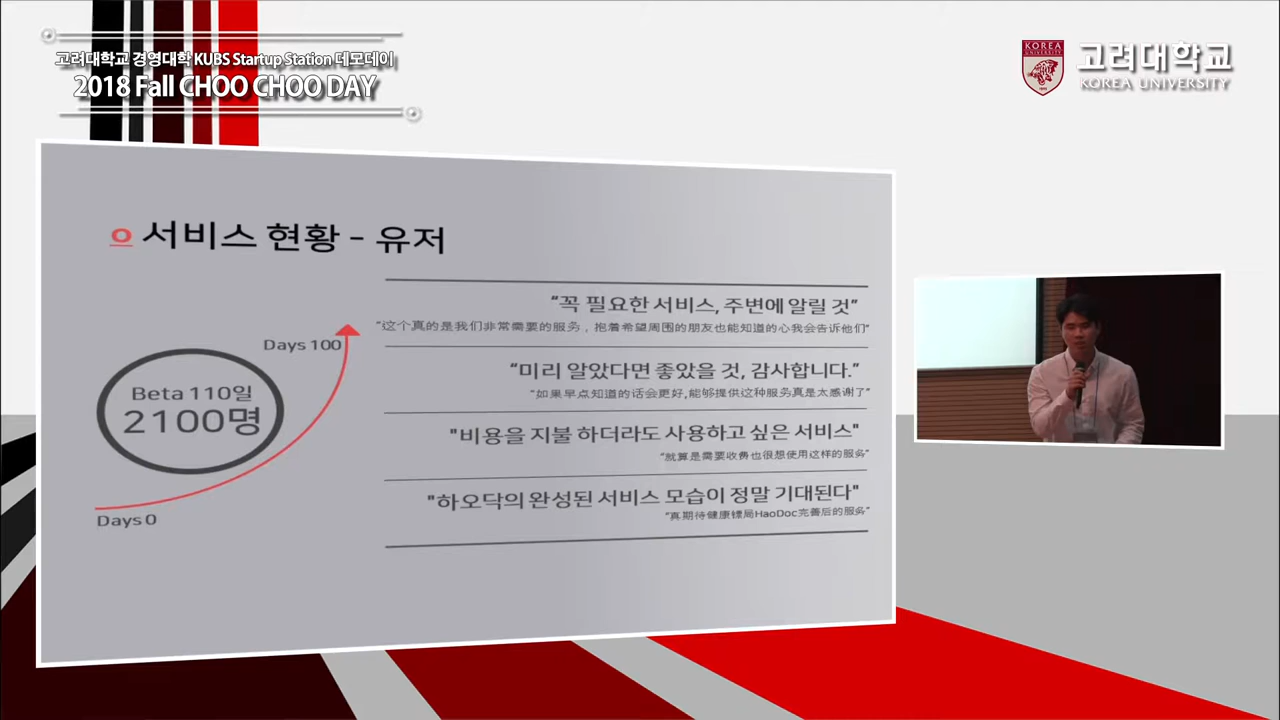 고려대학교 경영대학 KUBS Startup Station 데모데이
2018 Fall CHOO CHOO DAY
KOREA
UNIVERSITY
고려대학교
KOREA UNIVERSITY
으 서비스 현황 - 유저
Days 100
Beta 110일
2100명
Days 0
“꼭 필요한 서비스, 주변에 알릴 것”
“这个真的是我们非常需要的服务，抱着希望周围的朋友也能知道的心我会告诉他们”
“미리 알았다면 좋았을 것, 감사합니다.”
“如果早点知道的话会更好,能够提供这种服务真是太感谢了”
"비용을 지불 하더라도 사용하고 싶은 서비스"
“就算是需要收费也很想使用这样的服务”
"하오닥의 완성된 서비스 모습이 정말 기대된다"
“真期待健康镖局HaoDoc完善后的服务”